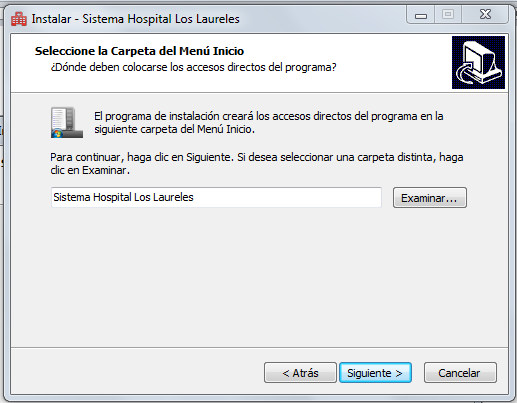 Instalar - Sistema Hospital Los Laureles
Seleccione la Carpeta del Menú Inicio
¿Dónde deben colocarse los accesos directos del programa?
El programa de instalación creará los accesos directos del programa en la
siguiente carpeta del Menú Inicio.
Para continuar, haga clic en Siguiente. Si desea seleccionar una carpeta distinta, haga
clic en Examinar.
Sistema Hospital Los Laureles
Examinar...
< Atrás
Siguiente >
Cancelar